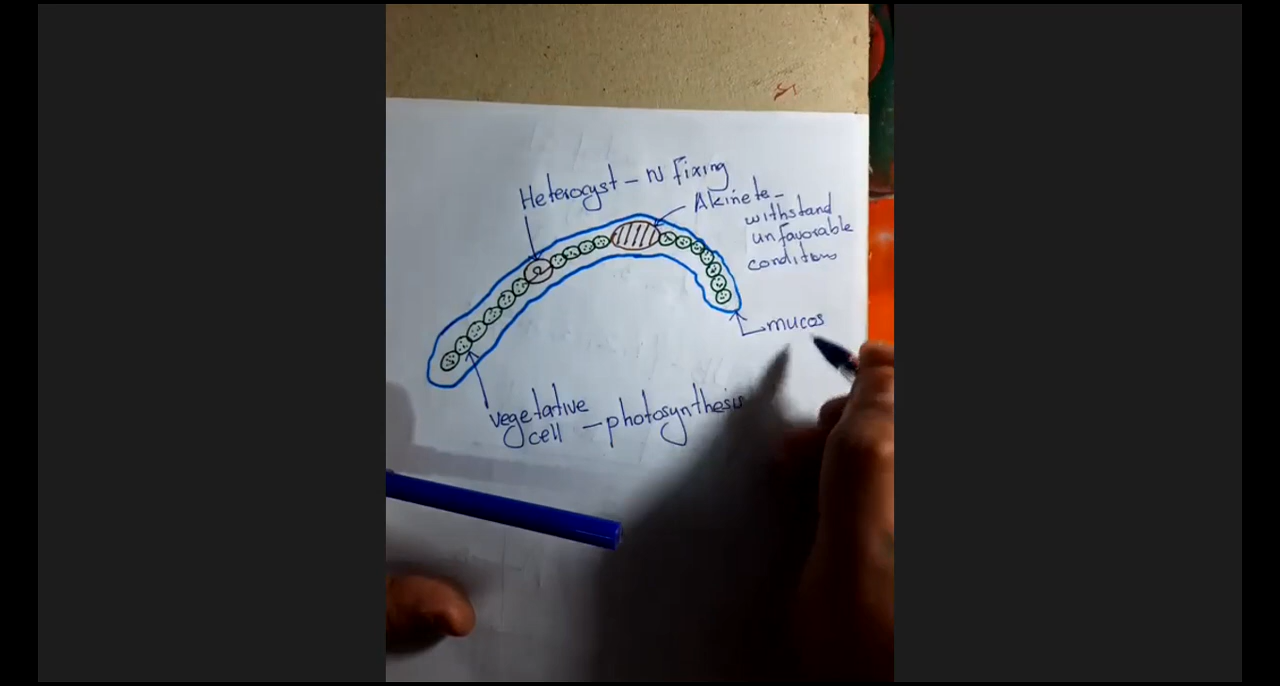 Heterocyst - N fixing
Akinete -
withstand
unfavorable
conditions
mucos
vegetative
cell - photosynthesis